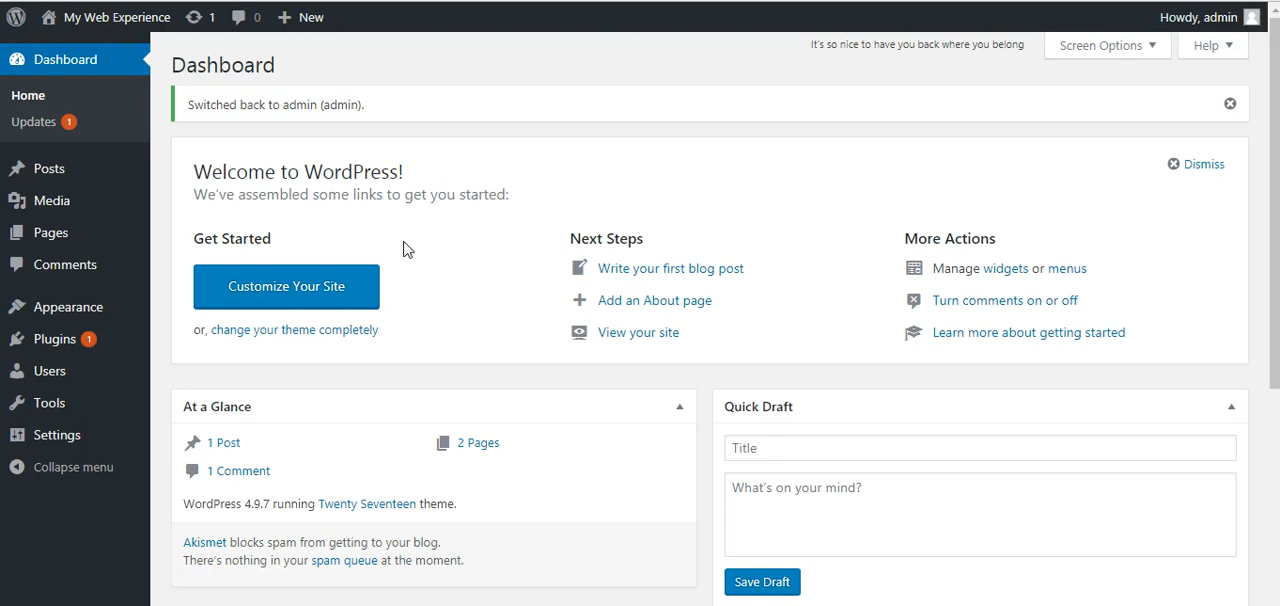 My Web Experience 1 0 New Howdy, admin
Dashboard
Home
Updates 1
Posts
Media
Pages
Comments
Appearance
Plugins 1
Users
Tools
Settings
Collapse menu
It's so nice to have you back where you belong
Screen Options
Help
Dashboard
Switched back to admin (admin).
Welcome to WordPress!
We've assembled some links to get you started:
Dismiss
Get Started
Customize Your Site
or, change your theme completely
Next Steps
Write your first blog post
Add an About page
View your site
More Actions
Manage widgets or menus
Turn comments on or off
Learn more about getting started
At a Glance
1 Post
2 Pages
1 Comment
WordPress 4.9.7 running Twenty Seventeen theme.
Akismet blocks spam from getting to your blog.
There's nothing in your spam queue at the moment.
Quick Draft
Title
What's on your mind?
Save Draft